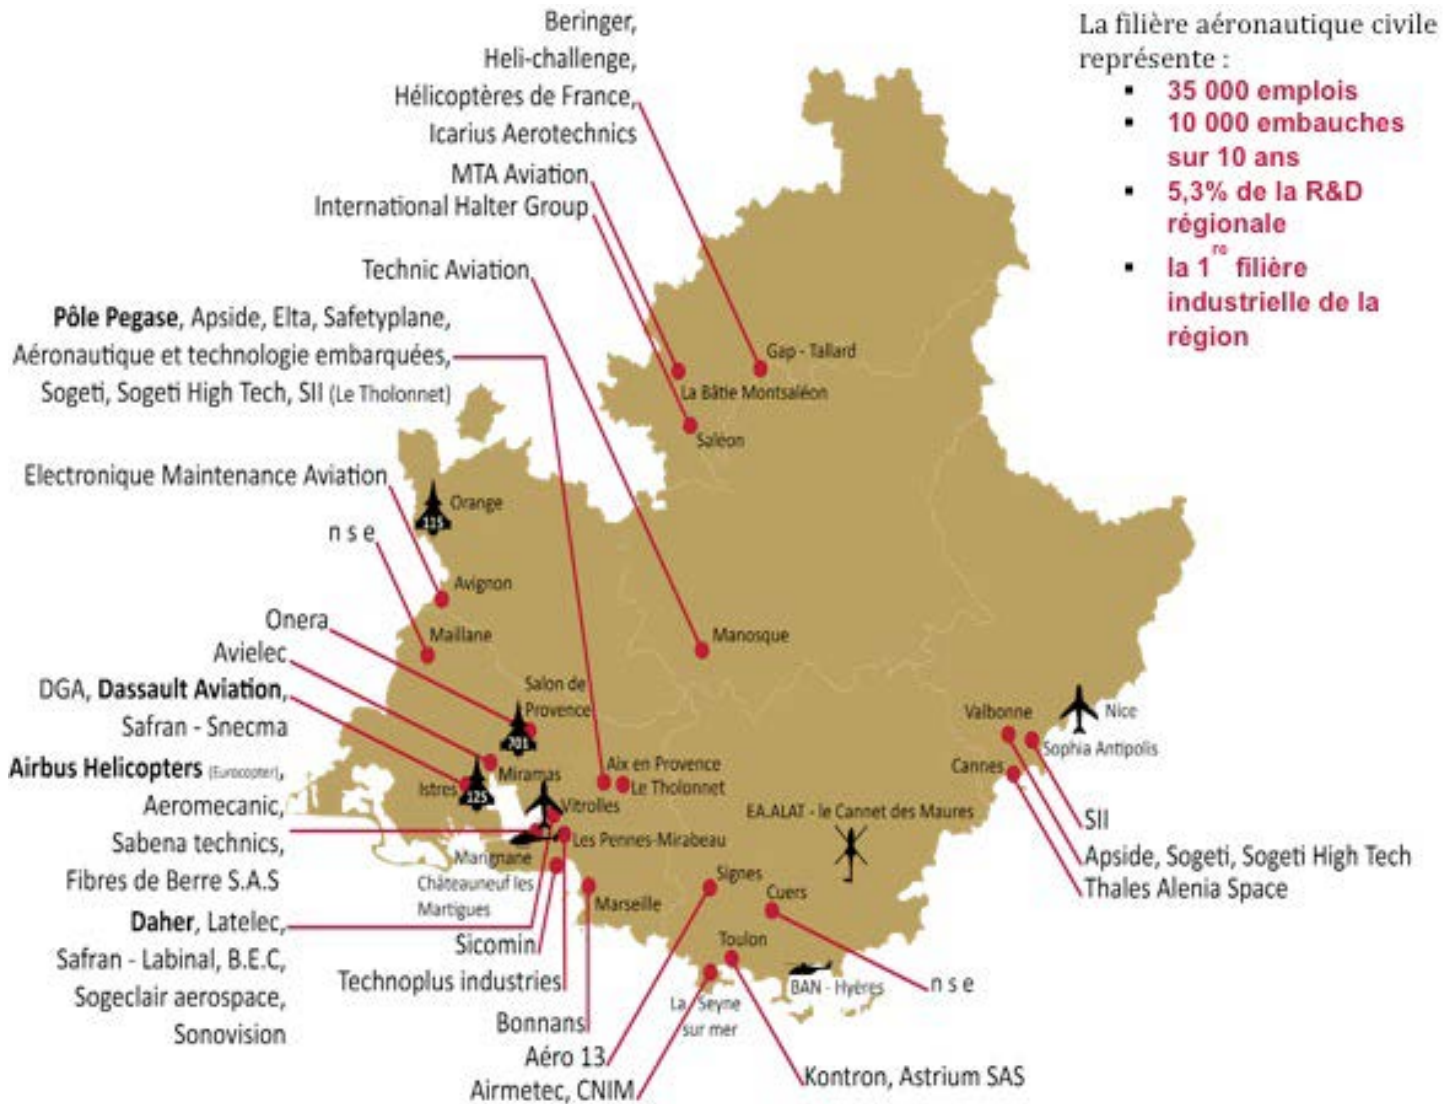 Beringer,
Heli-challenge,
Hélicoptères de France,
Icarius Aerotechnics
MTA Aviation
International Halter Group
Technic Aviation
Pôle Pegase, Apside, Elta, Safetyplane,
Aéronautique et technologie embarquées,
Sogeti, Sogeti High Tech, SII (Le Tholonnet)
Electronique Maintenance Aviation
n s e
Onera
Avielec
DGA, Dassault Aviation,
Safran - Snecma
Airbus Helicopters (Eurocopter),
Aeromecanic,
Sabena technics,
Fibres de Berre S.A.S
Daher, Latelec,
Safran - Labinal, B.E.C,
Sogeclair aerospace,
Sonovision
Sicomin
Technoplus industries
Bonnans
Aéro 13
Airmetec, CNIM
Kontron, Astrium SAS
n s e
SII
Apside, Sogeti, Sogeti High Tech
Thales Alenia Space
La filière aéronautique civile
représente :
35 000 emplois
10 000 embauches
sur 10 ans
5,3% de la R&D
régionale
la 1re filière
industrielle de la
région
Gap - Tallard
La Bâtie Montsaléon
Saléon
Orange
115
Avignon
Maillane
Manosque
Salon de
Provence
701
Miramas
Istres
125
Aix en Provence
Le Tholonnet
Vitrolles
Les Pennes-Mirabeau
Marignane
Châteauneuf les
Martigues
Marseille
EA.ALAT - le Cannet des Maures
Signes
Cuers
Toulon
La Seyne
sur mer
BAN - Hyères
Valbonne
Nice
Sophia Antipolis
Cannes